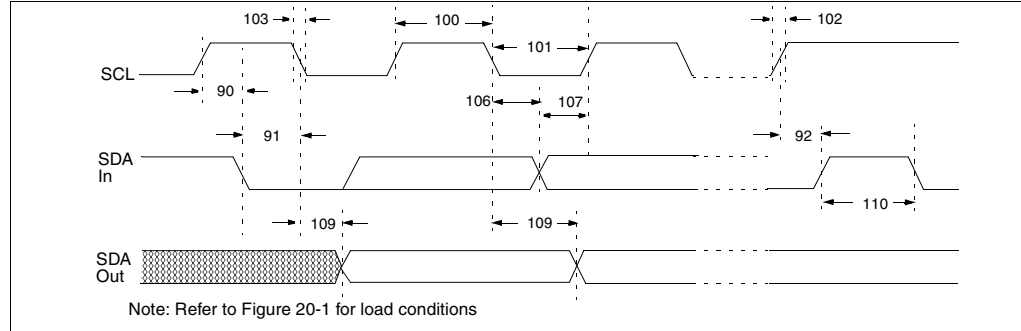 103
100
102
101
SCL
90
106
107
91
92
SDA
In
110
109
109
SDA
Out
Note: Refer to Figure 20-1 for load conditions